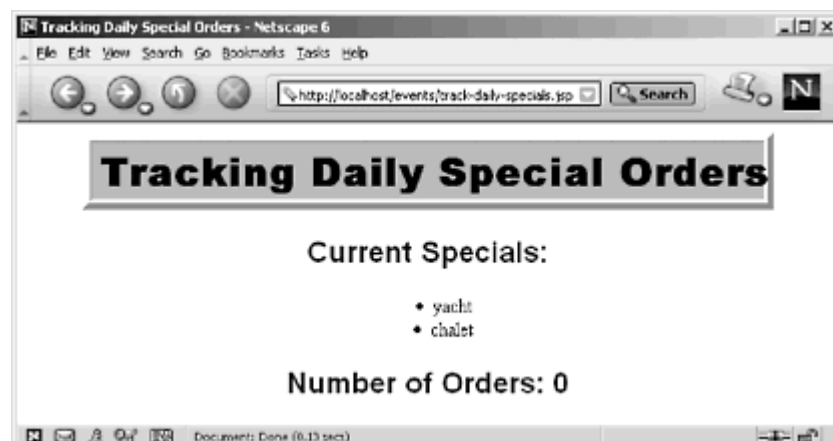 N Tracking Daily Special Orders - Netscape 6
File Edit View Search Go Bookmarks Tasks Help
http://localhost/events/track-daily-specials.jsp Search N
Tracking Daily Special Orders
Current Specials:
• yacht
• chalet
Number of Orders: 0
Document: Done (0.13 secs)